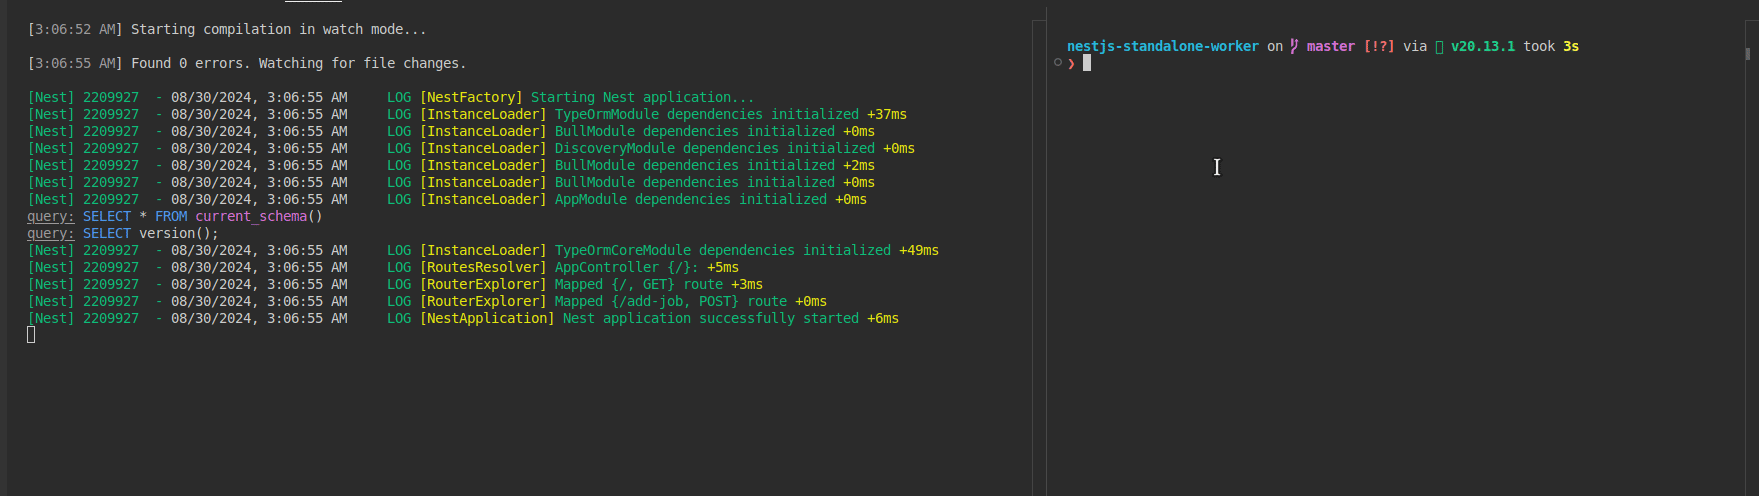 [3:06:52 AM] Starting compilation in watch mode...
[3:06:55 AM] Found 0 errors. Watching for file changes.
[Nest] 2209927  - 08/30/2024, 3:06:55 AM     LOG [NestFactory] Starting Nest application...
[Nest] 2209927  - 08/30/2024, 3:06:55 AM     LOG [InstanceLoader] TypeOrmModule dependencies initialized +37ms
[Nest] 2209927  - 08/30/2024, 3:06:55 AM     LOG [InstanceLoader] BullModule dependencies initialized +0ms
[Nest] 2209927  - 08/30/2024, 3:06:55 AM     LOG [InstanceLoader] DiscoveryModule dependencies initialized +0ms
[Nest] 2209927  - 08/30/2024, 3:06:55 AM     LOG [InstanceLoader] BullModule dependencies initialized +2ms
[Nest] 2209927  - 08/30/2024, 3:06:55 AM     LOG [InstanceLoader] BullModule dependencies initialized +0ms
[Nest] 2209927  - 08/30/2024, 3:06:55 AM     LOG [InstanceLoader] AppModule dependencies initialized +0ms
query: SELECT * FROM current_schema()
query: SELECT version();
[Nest] 2209927  - 08/30/2024, 3:06:55 AM     LOG [InstanceLoader] TypeOrmCoreModule dependencies initialized +49ms
[Nest] 2209927  - 08/30/2024, 3:06:55 AM     LOG [RoutesResolver] AppController {/}: +5ms
[Nest] 2209927  - 08/30/2024, 3:06:55 AM     LOG [RouterExplorer] Mapped {/, GET} route +3ms
[Nest] 2209927  - 08/30/2024, 3:06:55 AM     LOG [RouterExplorer] Mapped {/add-job, POST} route +0ms
[Nest] 2209927  - 08/30/2024, 3:06:55 AM     LOG [NestApplication] Nest application successfully started +6ms
nestjs-standalone-worker on master [!?] via v20.13.1 took 3s
❯